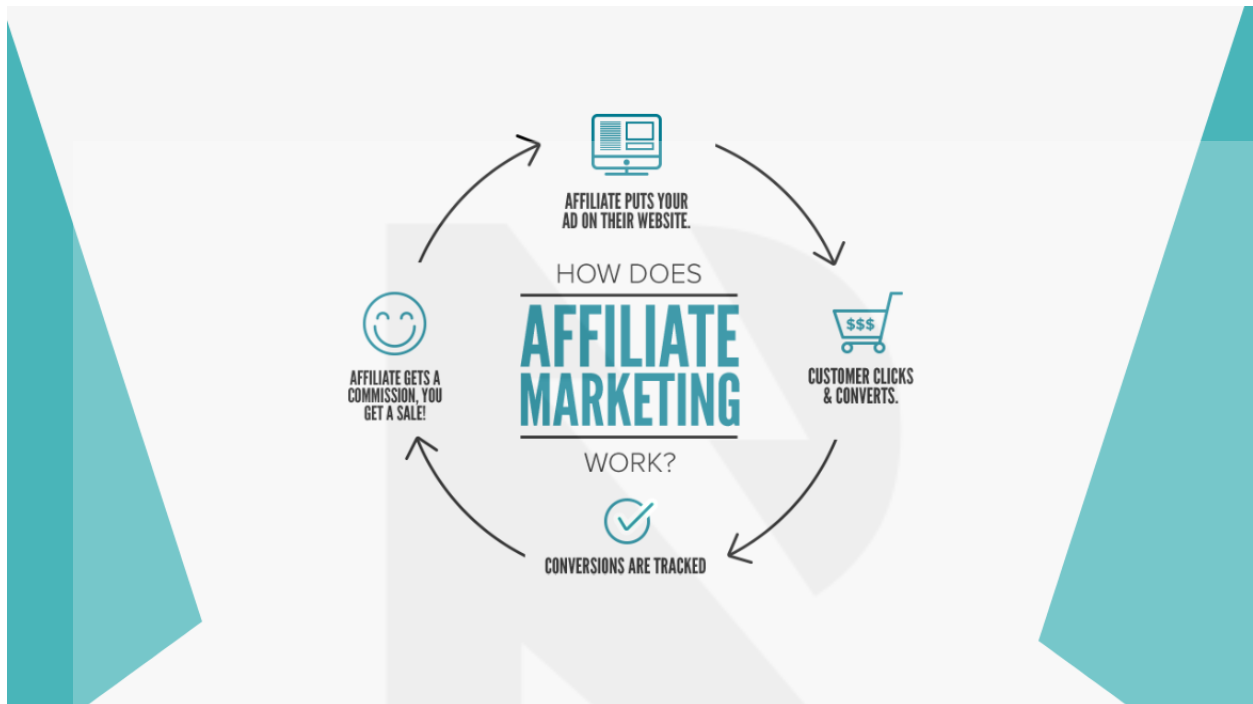 AFFILIATE PUTS YOUR
AD ON THEIR WEBSITE.
HOW DOES
AFFILIATE
MARKETING
WORK?
$$$
CUSTOMER CLICKS
& CONVERTS.
CONVERSIONS ARE TRACKED
AFFILIATE GETS A
COMMISSION, YOU
GET A SALE!